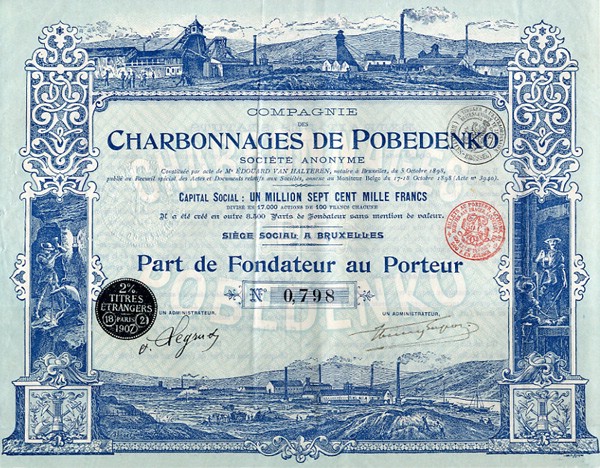 COMPAGNIE
DES
CHARBONNAGES DE POBEDENKO
SOCIÉTÉ ANONYME
Constituée par acte de Me ÉDOUARD VAN HALTEREN, notaire à Bruxelles, du 5 Octobre 1898,
publié au Recueil spécial des Actes et Documents relatifs aux Sociétés, annexe au Moniteur Belge du 17-18 Octobre 1898 (Acte no 3940).
CAPITAL SOCIAL : UN MILLION SEPT CENT MILLE FRANCS
DIVISÉ EN 17.000 ACTIONS DE 100 FRANCS CHACUNE
Il a été créé en outre 8.500 Parts de Fondateur sans mention de valeur.
SIÈGE SOCIAL A BRUXELLES
Part de Fondateur au Porteur
POBEDENKO
No 0,798
2%
TITRES
ÉTRANGERS
18 PARIS 2
1907
UN ADMINISTRATEUR,
UN ADMINISTRATEUR,